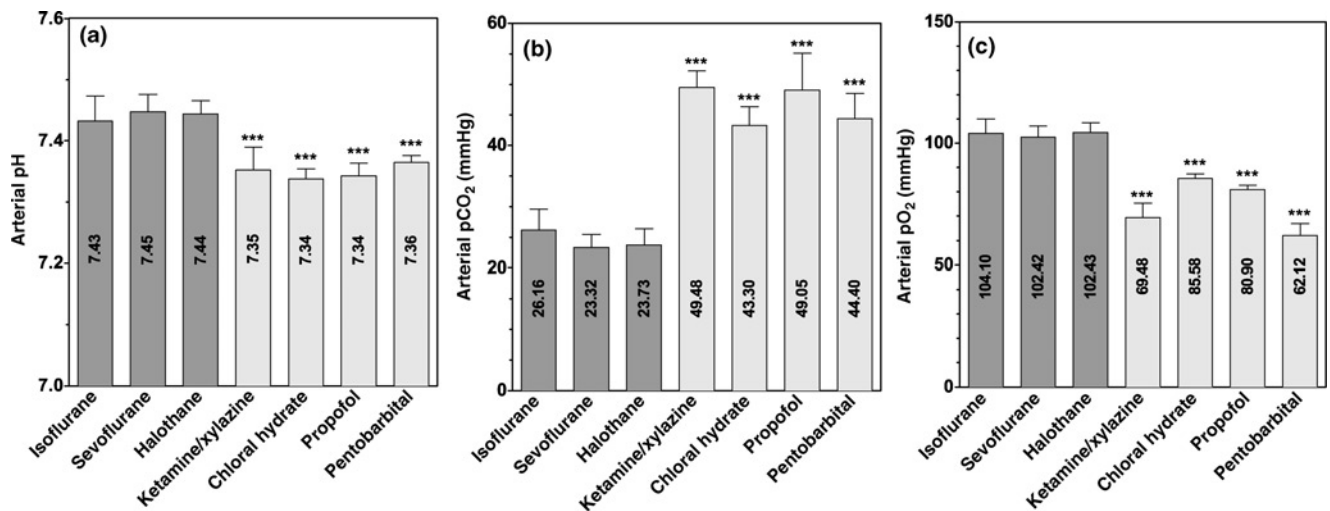 (a)
Arterial pH
7.6
7.4
7.2
7.0
***
***
***
***
7.43
7.45
7.44
7.35
7.34
7.34
7.36
Isoflurane
Sevoflurane
Halothane
Ketamine/xylazine
Chloral hydrate
Propofol
Pentobarbital
(b)
Arterial pCO2 (mmHg)
60
40
20
0
***
***
***
***
26.16
23.32
23.73
49.48
43.30
49.05
44.40
Isoflurane
Sevoflurane
Halothane
Ketamine/xylazine
Chloral hydrate
Propofol
Pentobarbital
(c)
Arterial pO2 (mmHg)
150
100
50
0
***
***
***
***
104.10
102.42
102.43
69.48
85.58
80.90
62.12
Isoflurane
Sevoflurane
Halothane
Ketamine/xylazine
Chloral hydrate
Propofol
Pentobarbital